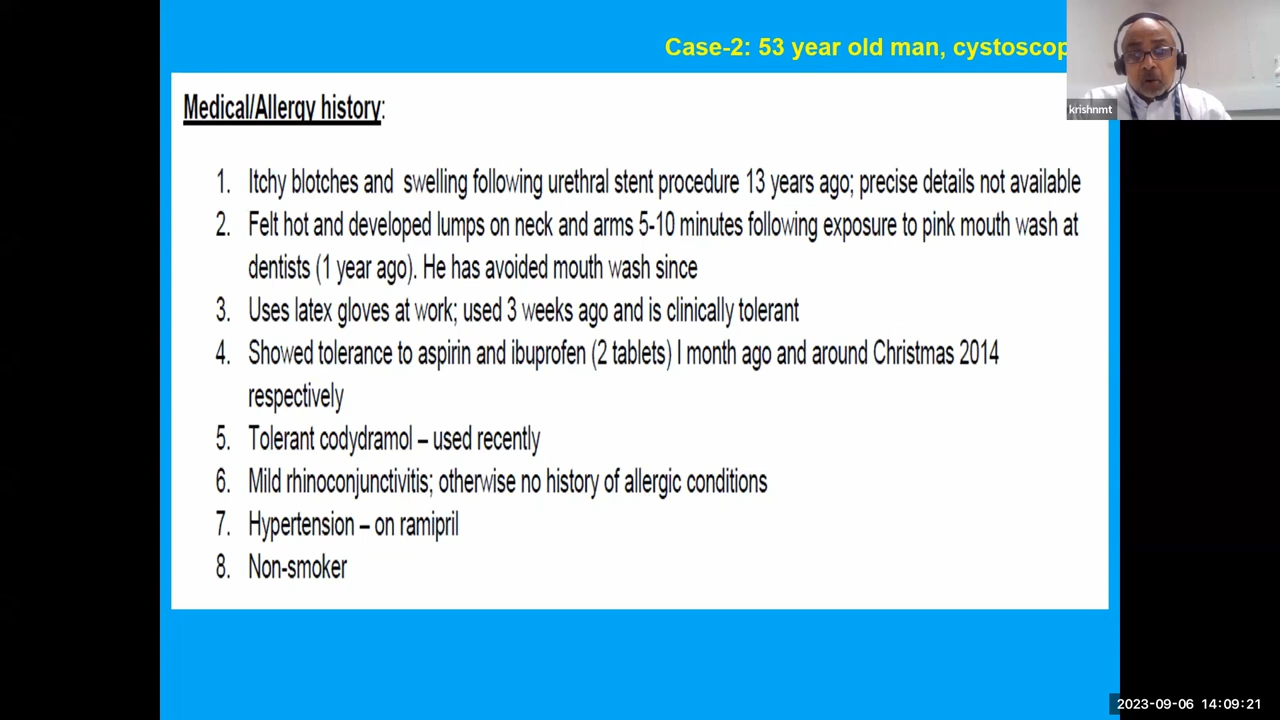 Case-2: 53 year old man, cystoscop
krishnmt
Medical/Allergy history:
1. Itchy blotches and swelling following urethral stent procedure 13 years ago; precise details not available
2. Felt hot and developed lumps on neck and arms 5-10 minutes following exposure to pink mouth wash at
dentists (1 year ago). He has avoided mouth wash since
3. Uses latex gloves at work; used 3 weeks ago and is clinically tolerant
4. Showed tolerance to aspirin and ibuprofen (2 tablets) I month ago and around Christmas 2014
respectively
5. Tolerant codydramol – used recently
6. Mild rhinoconjunctivitis; otherwise no history of allergic conditions
7. Hypertension – on ramipril
8. Non-smoker
2023-09-06 14:09:21